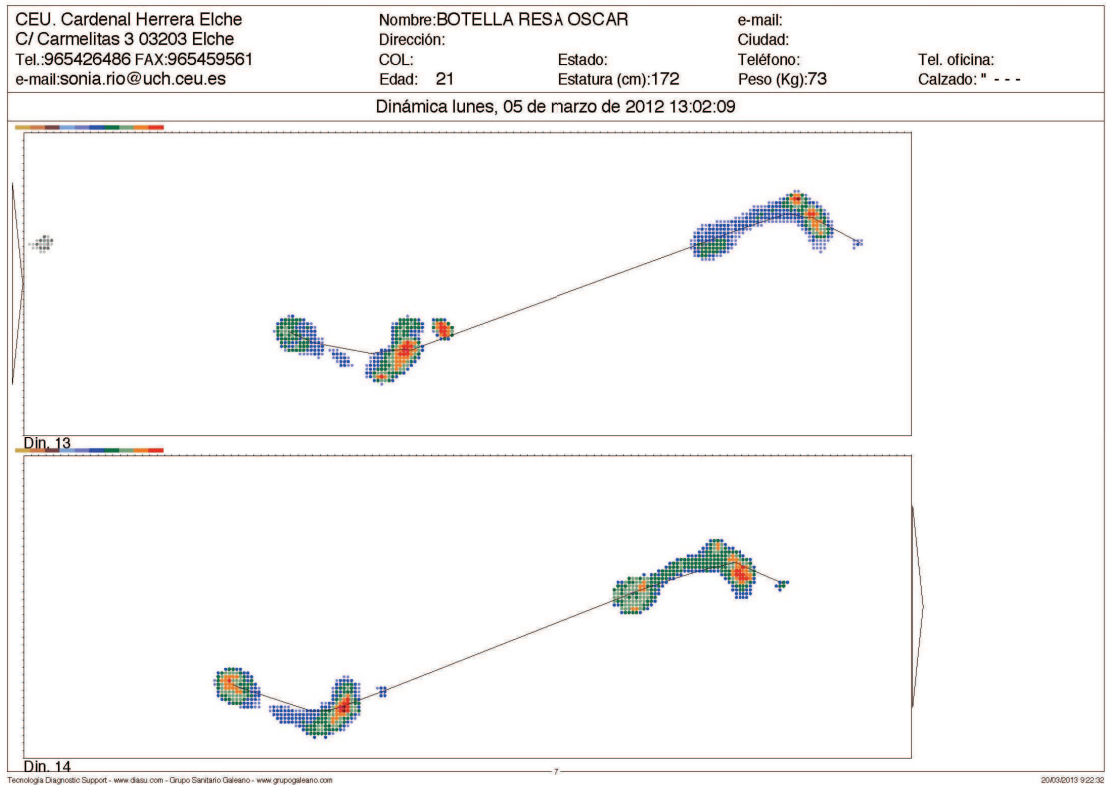 CEU. Cardenal Herrera Elche
C/ Carmelitas 3 03203 Elche
Tel.:965426486 FAX:965459561
e-mail:sonia.rio@uch.ceu.es
Nombre:BOTELLA RESA OSCAR
Dirección:
COL:
Edad: 21
Estado:
Estatura (cm):172
e-mail:
Ciudad:
Teléfono:
Peso (Kg):73
Tel. oficina:
Calzado: " - - -
Dinámica lunes, 05 de marzo de 2012 13:02:09
Din. 13
Din. 14
Tecnología Diagnostic Support - www.diasu.com - Grupo Sanitario Galeano - www.grupogaleano.com
7
20/03/2013 9:22:32